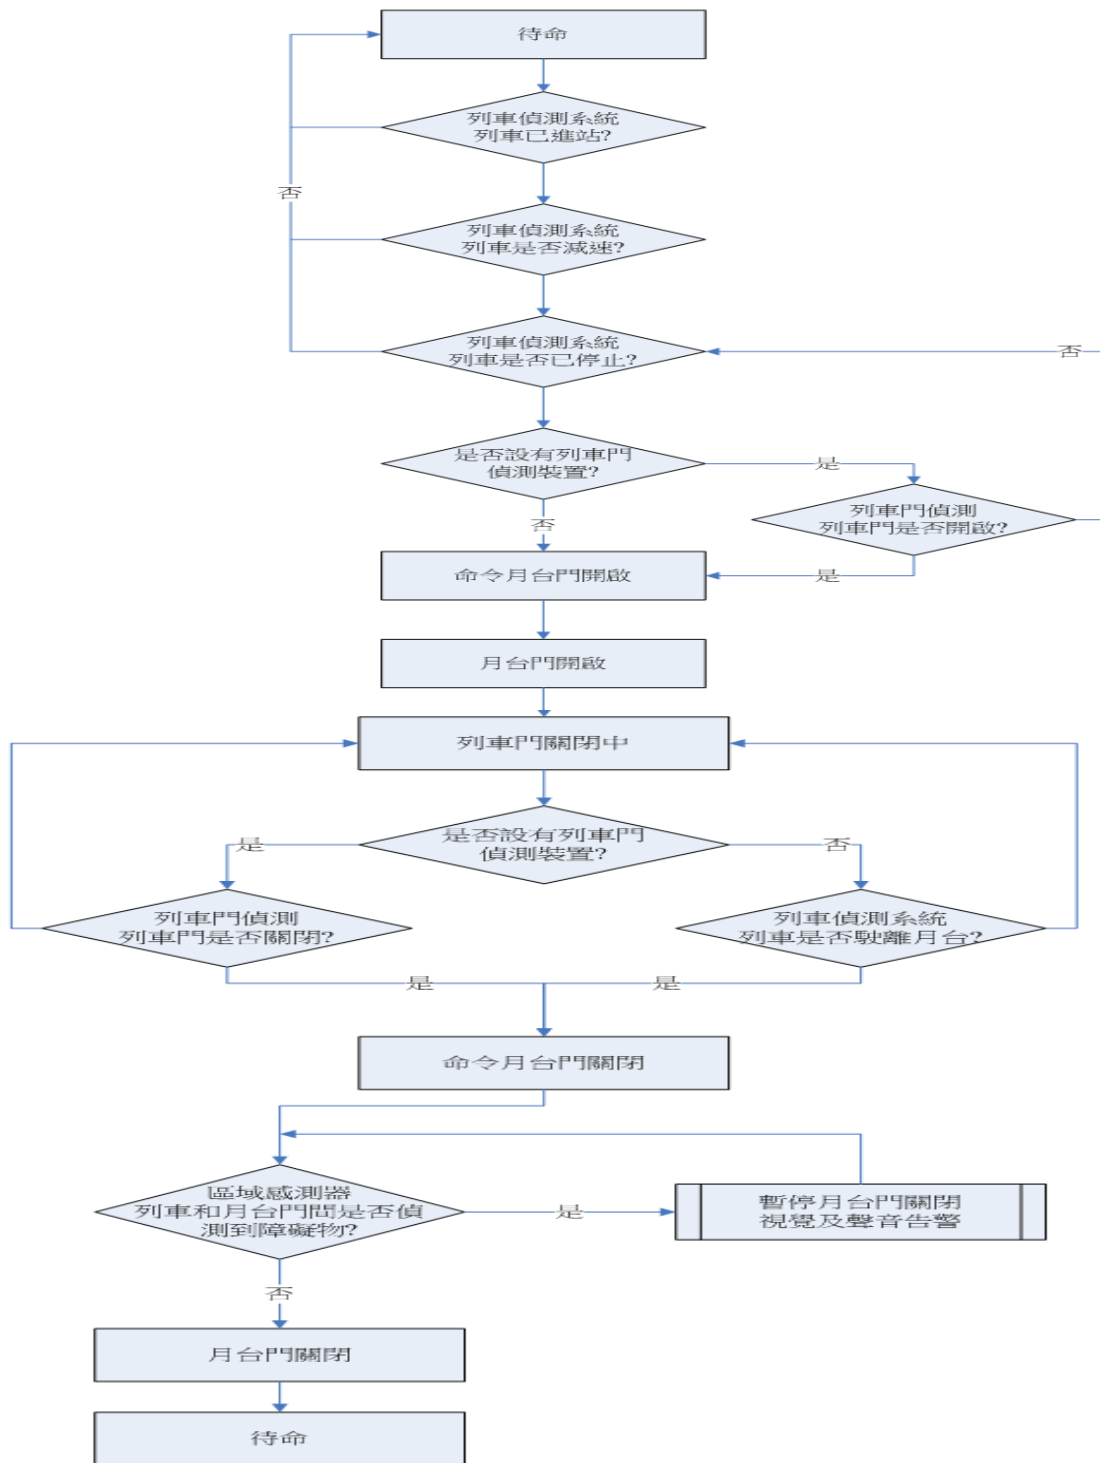 待命
列車偵測系統
列車已進站?
否
列車偵測系統
列車是否減速?
列車偵測系統
列車是否已停止?
否
是否設有列車門
偵測裝置?
是
列車門偵測
列車門是否開啟?
否
是
命令月台門開啟
月台門開啟
列車門關閉中
是否設有列車門
偵測裝置?
是
否
列車門偵測
列車門是否關閉?
列車偵測系統
列車是否駛離月台?
是
是
命令月台門關閉
區域感測器
列車和月台門間是否偵
測到障礙物?
是
暫停月台門關閉
視覺及聲音告警
否
月台門關閉
待命